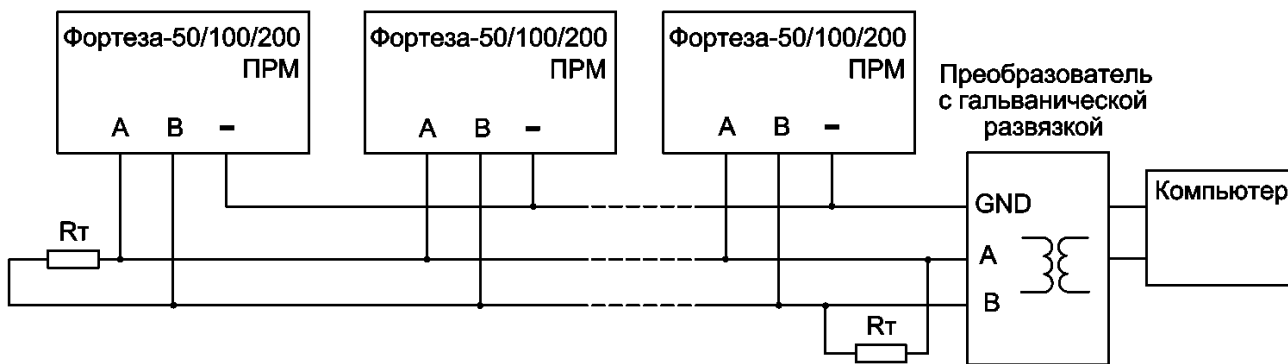 Фортеза-50/100/200
ПРМ
А В -
Фортеза-50/100/200
ПРМ
А В -
Фортеза-50/100/200
ПРМ
А В -
Преобразователь
с гальванической
развязкой
GND
А
В
Компьютер
Rт
Rт